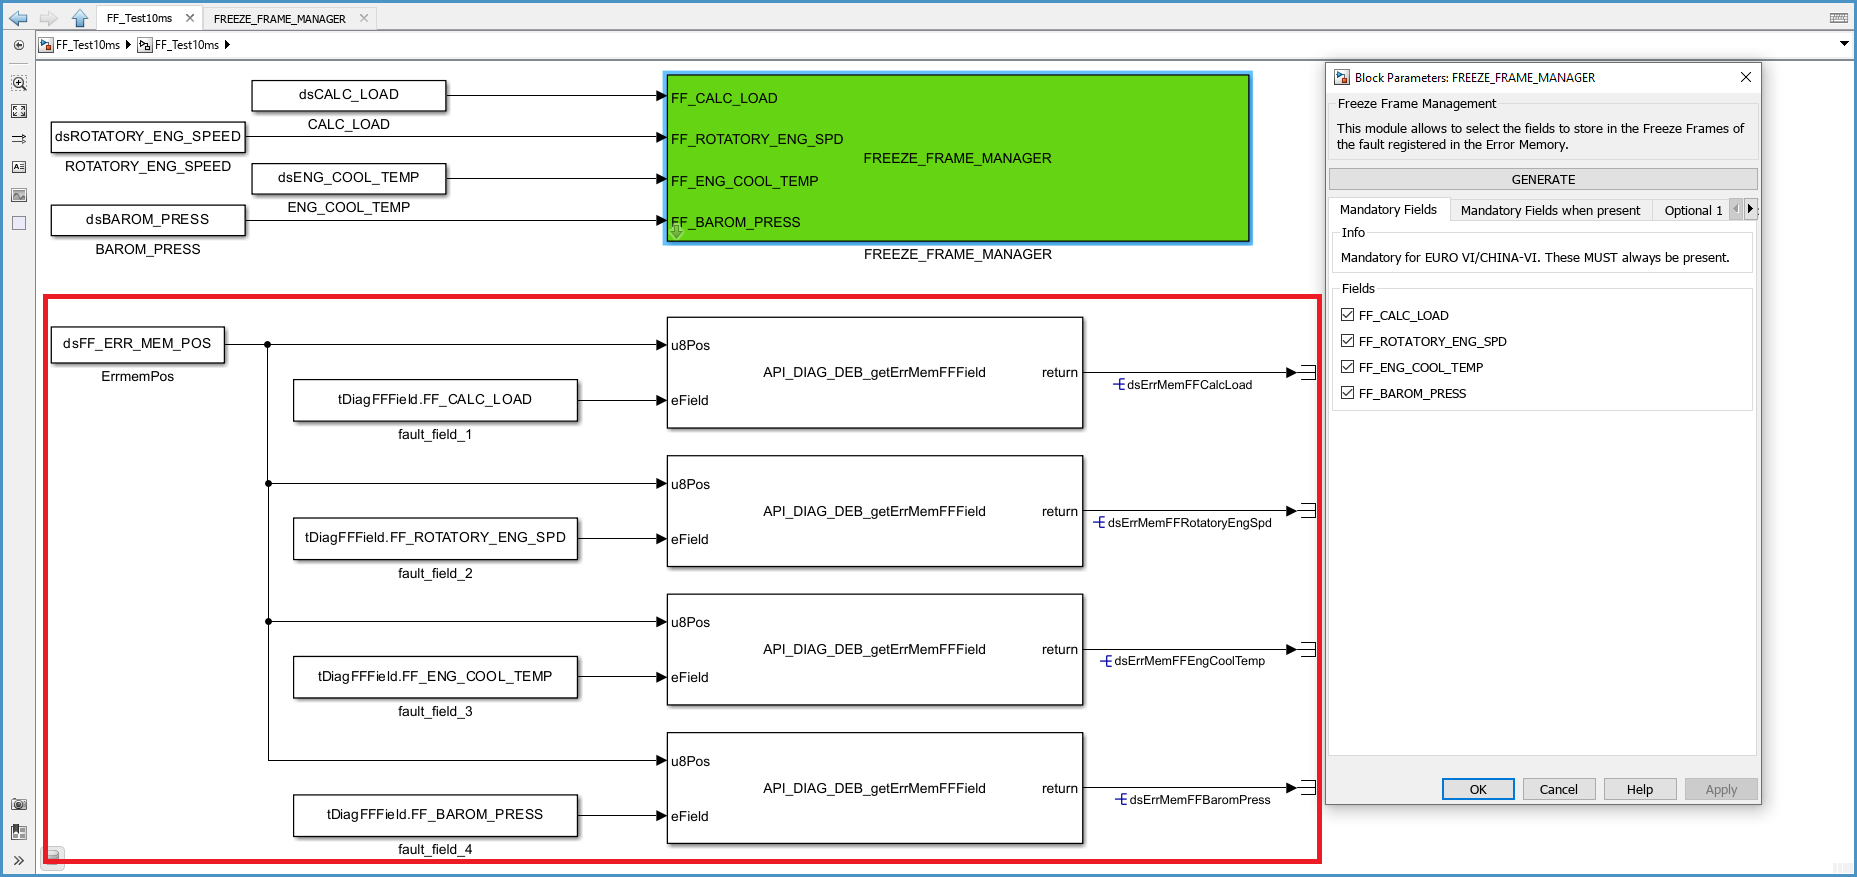 FF_Test10ms
FREEZE_FRAME_MANAGER
FF_Test10ms
FF_Test10ms
dsCALC_LOAD
CALC_LOAD
dsROTATORY_ENG_SPEED
ROTATORY_ENG_SPEED
dsENG_COOL_TEMP
ENG_COOL_TEMP
dsBAROM_PRESS
BAROM_PRESS
FF_CALC_LOAD
FF_ROTATORY_ENG_SPD
FREEZE_FRAME_MANAGER
FF_ENG_COOL_TEMP
FF_BAROM_PRESS
FREEZE_FRAME_MANAGER
dsFF_ERR_MEM_POS
ErrmemPos
tDiagFFField.FF_CALC_LOAD
fault_field_1
u8Pos
API_DIAG_DEB_getErrMemFFField
return
eField
dsErrMemFFCalcLoad
tDiagFFField.FF_ROTATORY_ENG_SPD
fault_field_2
u8Pos
API_DIAG_DEB_getErrMemFFField
return
eField
dsErrMemFFRotatoryEngSpd
tDiagFFField.FF_ENG_COOL_TEMP
fault_field_3
u8Pos
API_DIAG_DEB_getErrMemFFField
return
eField
dsErrMemFFEngCoolTemp
tDiagFFField.FF_BAROM_PRESS
fault_field_4
u8Pos
API_DIAG_DEB_getErrMemFFField
return
eField
dsErrMemFFBaromPress
Block Parameters: FREEZE_FRAME_MANAGER
Freeze Frame Management
This module allows to select the fields to store in the Freeze Frames of
the fault registered in the Error Memory.
GENERATE
Mandatory Fields
Mandatory Fields when present
Optional 1
Info
Mandatory for EURO VI/CHINA-VI. These MUST always be present.
Fields
FF_CALC_LOAD
FF_ROTATORY_ENG_SPD
FF_ENG_COOL_TEMP
FF_BAROM_PRESS
OK
Cancel
Help
Apply